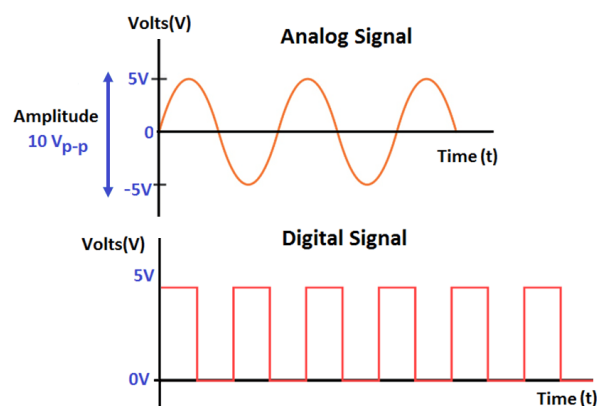 Volts(V)
Analog Signal
5V
Amplitude
10 Vp-p
0
Time (t)
-5V
Digital Signal
Volts(V)
5V
0V
Time (t)